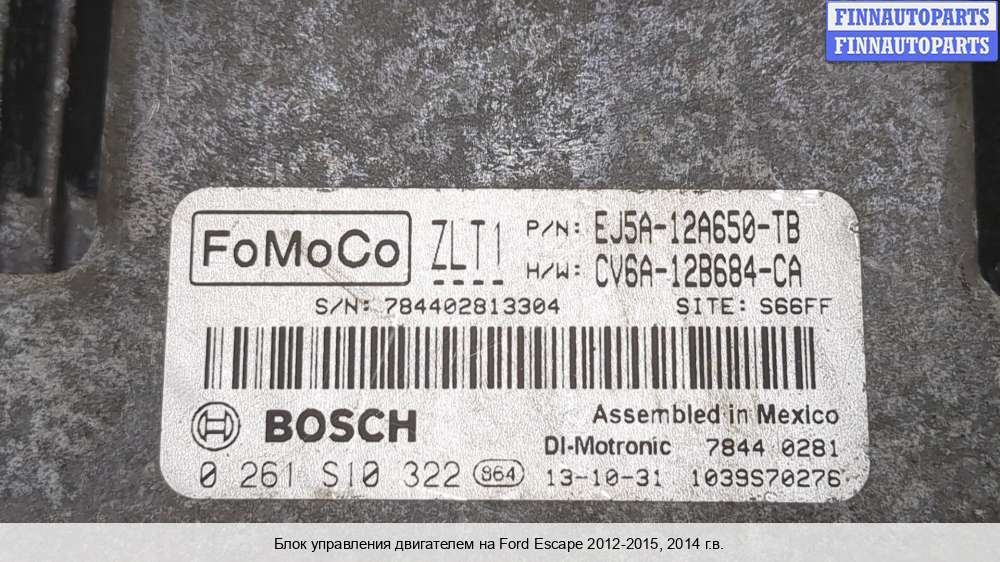 FINNAUTOPARTS
FINNAUTOPARTS
FoMoCo ZLT1 P/N: EJ5A-12A650-TB
H/W: CV6A-12B684-CA
S/N: 784402813304 SITE: S66FF
BOSCH Assembled in Mexico
DI-Motronic 7844 0281
0 261 S10 322 S64 13-10-31 1039S70276
Блок управления двигателем на Ford Escape 2012-2015, 2014 г.в.